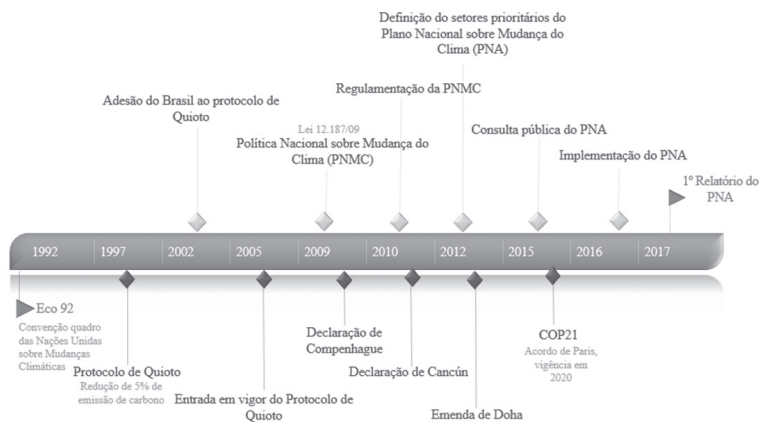 Definição do setores prioritários do
Plano Nacional sobre Mudança do
Clima (PNA)
Regulamentação da PNMC
Adesão do Brasil ao protocolo de
Quioto
Lei 12.187/09
Política Nacional sobre Mudança do
Clima (PNMC)
Consulta pública do PNA
Implementação do PNA
1º Relatório do
PNA
1992 1997 2002 2005 2009 2010 2012 2015 2016 2017
Eco 92
Convenção quadro
das Nações Unidas
sobre Mudanças
Climáticas
Protocolo de Quioto
Redução de 5% de
emissão de carbono
Entrada em vigor do Protocolo de
Quioto
Declaração de
Compenhague
Declaração de Cancún
Emenda de Doha
COP21
Acordo de Paris,
vigência em
2020